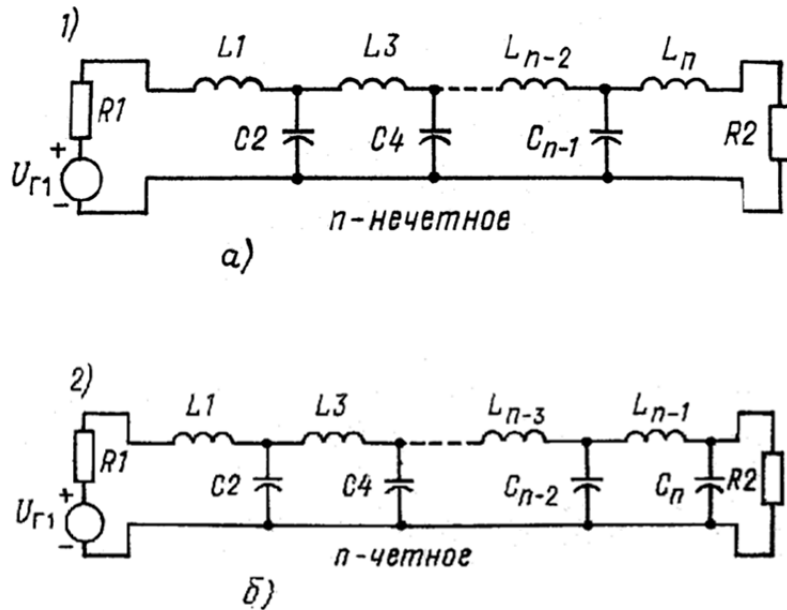 1)
L1 L3 Ln-2 Ln
R1 C2 C4 Cn-1 R2
+
UГ1
-
n-нечетное
а)
2)
L1 L3 Ln-3 Ln-1
R1 C2 C4 Cn-2 Cn R2
+
UГ1
-
n-четное
б)